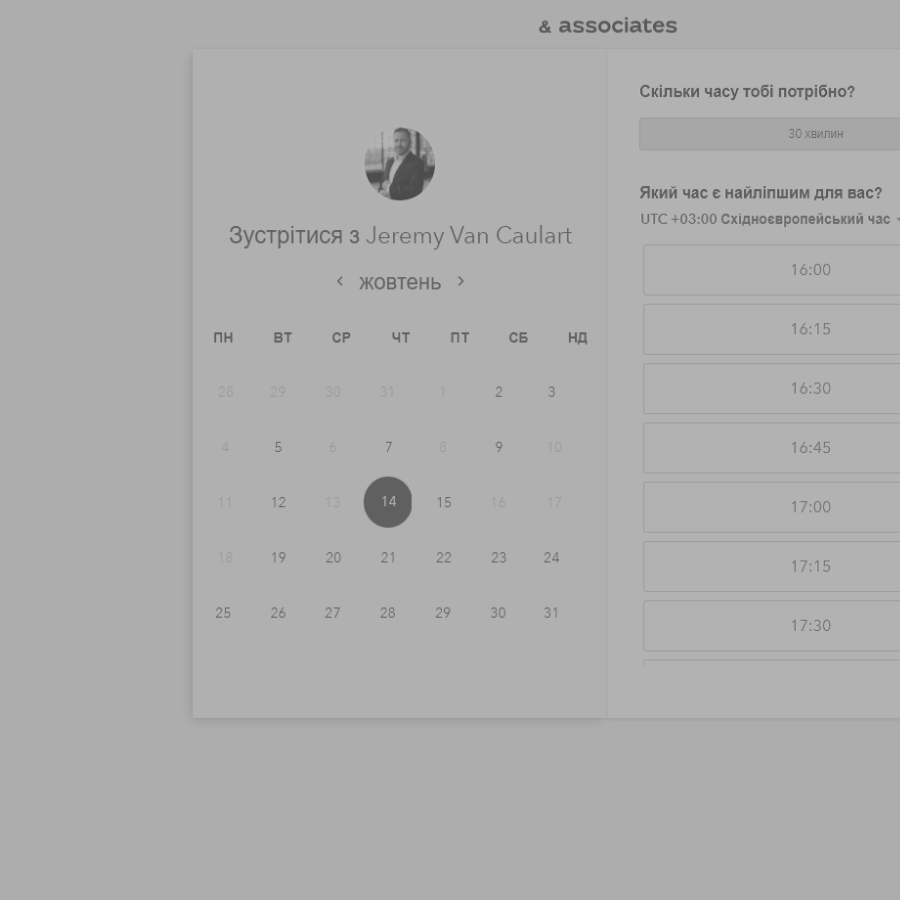 & associates
Зустрітися з Jeremy Van Caulart
‹ жовтень ›
ПН ВТ СР ЧТ ПТ СБ НД
28 29 30 31 1 2 3
4 5 6 7 8 9 10
11 12 13 14 15 16 17
18 19 20 21 22 23 24
25 26 27 28 29 30 31
Скільки часу тобі потрібно?
30 хвилин
Який час є найліпшим для вас?
UTC +03:00 Східноєвропейський час
16:00
16:15
16:30
16:45
17:00
17:15
17:30